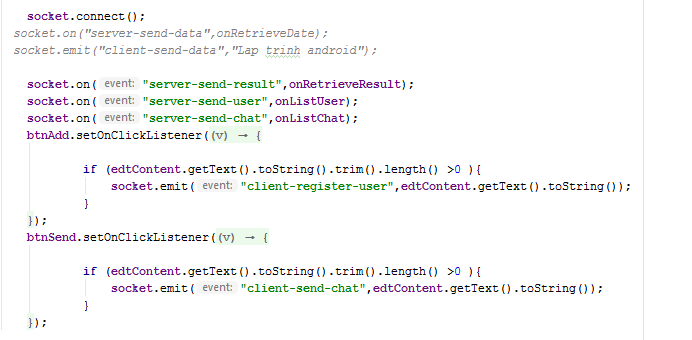 socket.connect();
socket.on("server-send-data",onRetrieveDate);
socket.emit("client-send-data","Lap trinh android");
socket.on( event: "server-send-result",onRetrieveResult);
socket.on( event: "server-send-user",onListUser);
socket.on( event: "server-send-chat",onListChat);
btnAdd.setOnClickListener((v) → {
if (edtContent.getText().toString().trim().length() >0 ){
socket.emit( event: "client-register-user",edtContent.getText().toString());
}
});
btnSend.setOnClickListener((v) → {
if (edtContent.getText().toString().trim().length() >0 ){
socket.emit( event: "client-send-chat",edtContent.getText().toString());
}
});